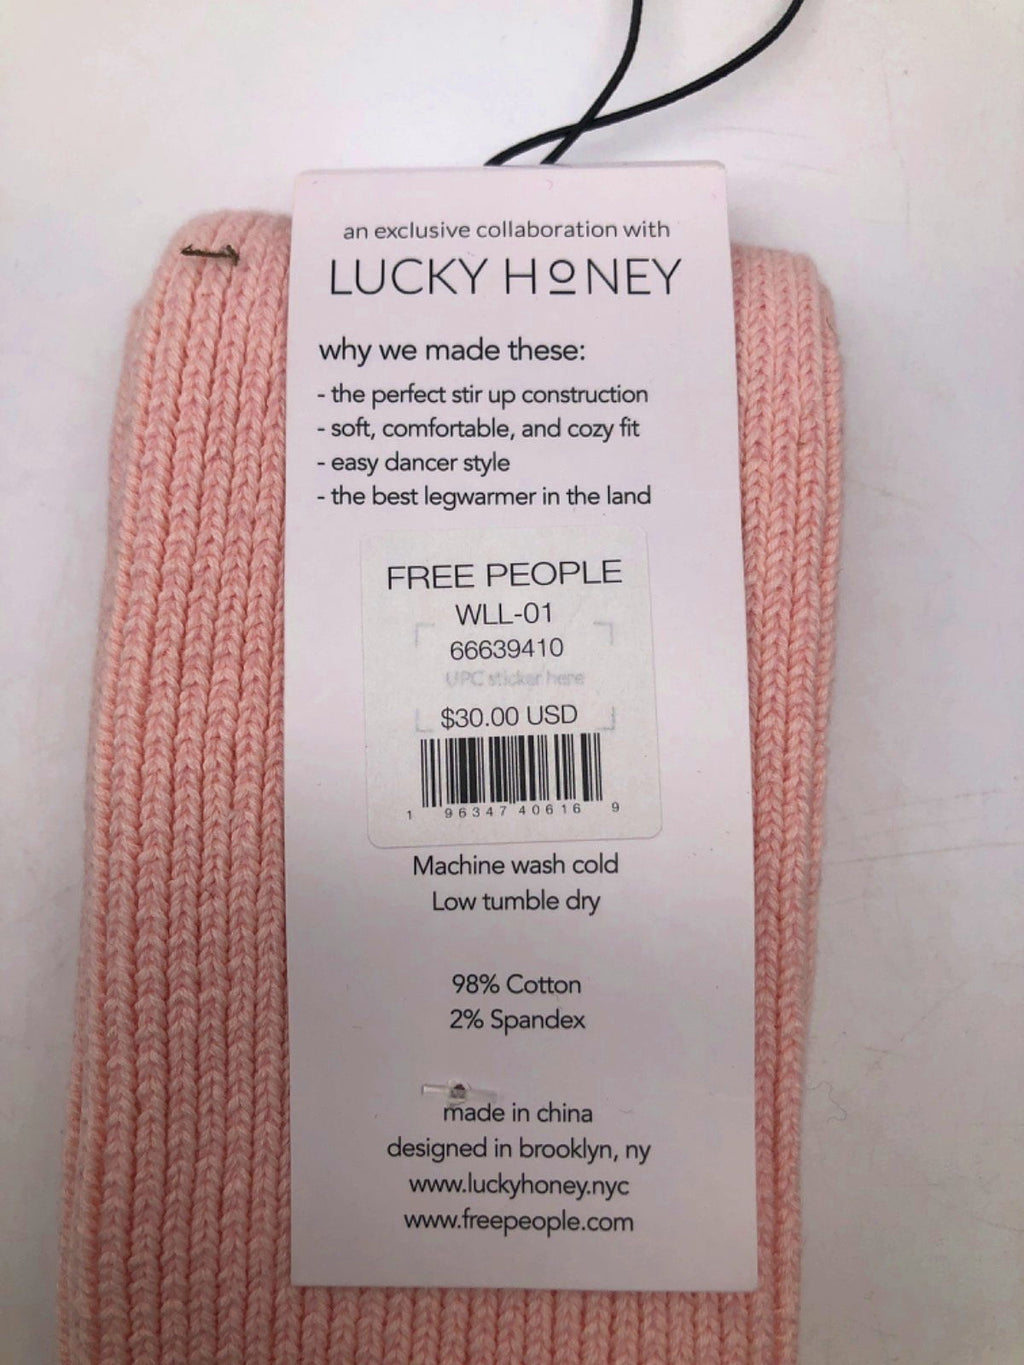 an exclusive collaboration with
LUCKY HONEY
why we made these:
- the perfect stir up construction
- soft, comfortable, and cozy fit
- easy dancer style
- the best legwarmer in the land
FREE PEOPLE
WLL-01
66639410
UPC sticker here
$30.00 USD
1 96347 40616 9
Machine wash cold
Low tumble dry
98% Cotton
2% Spandex
made in china
designed in brooklyn, ny
www.luckyhoney.nyc
www.freepeople.com